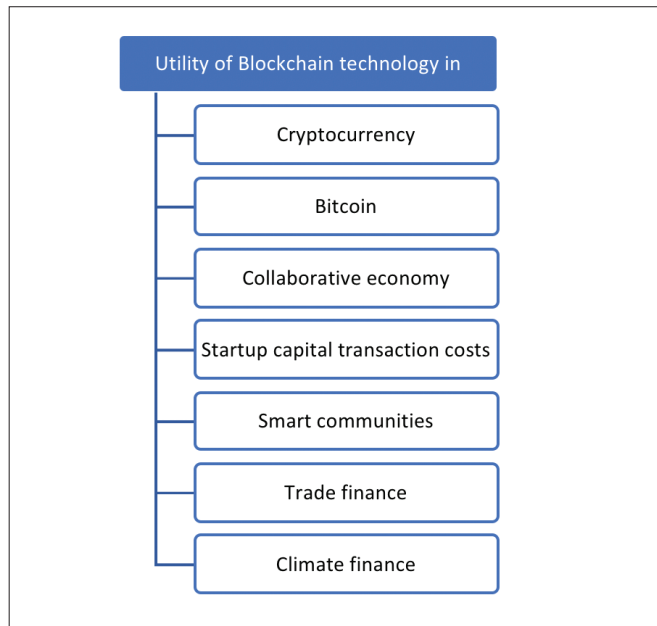 Utility of Blockchain technology in
Cryptocurrency
Bitcoin
Collaborative economy
Startup capital transaction costs
Smart communities
Trade finance
Climate finance